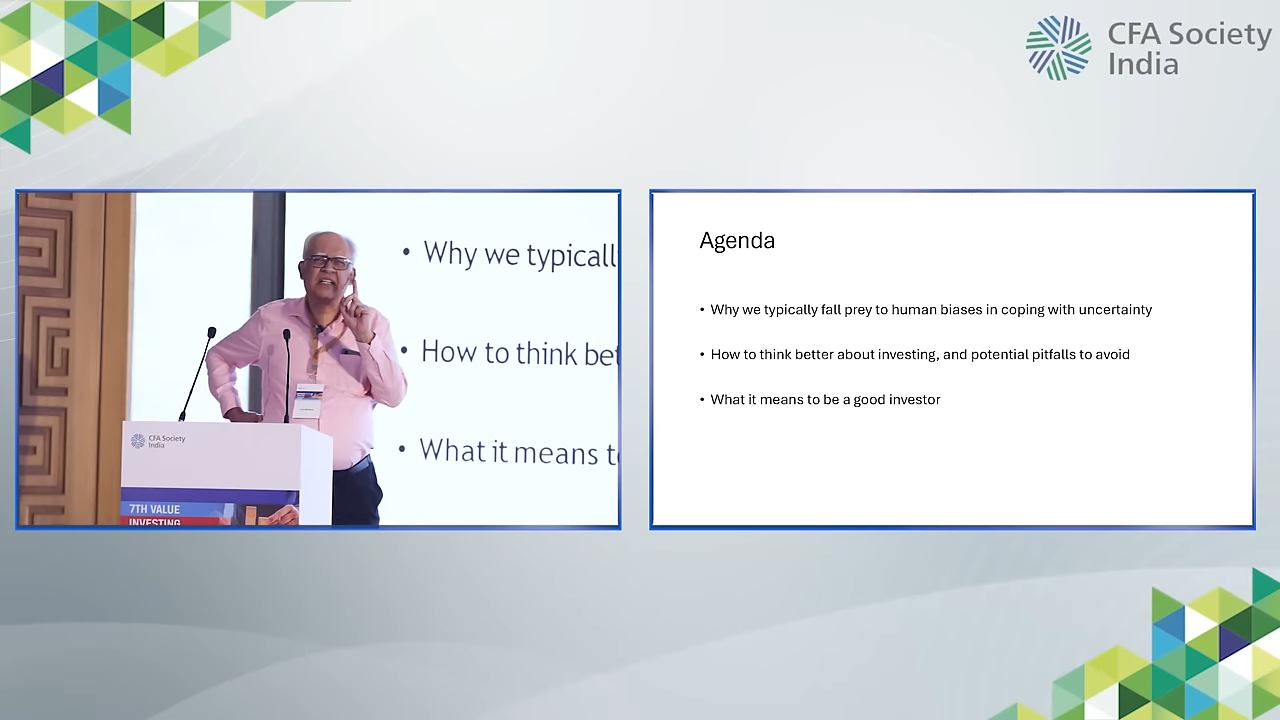 CFA Society
India
• Why we typicall
• How to think bet
• What it means to
CFA Society
India
7TH VALUE
INVESTING
Agenda
• Why we typically fall prey to human biases in coping with uncertainty
• How to think better about investing, and potential pitfalls to avoid
• What it means to be a good investor